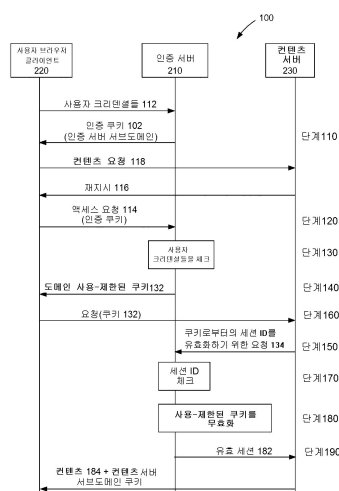 100
사용자 브라우저
클라이언트
220
인증 서버
210
컨텐츠
서버
230
사용자 크리덴셜들 112
인증 쿠키 102
(인증 서버 서브도메인)
단계110
컨텐츠 요청 118
재지시 116
액세스 요청 114
(인증 쿠키)
단계120
사용자
크리덴셜들을 체크
단계130
도메인 사용-제한된 쿠키132
단계140
요청(쿠키 132)
단계160
쿠키로부터의 세션 ID를
유효화하기 위한 요청 134
단계150
세션 ID
체크
단계170
사용-제한된 쿠키를
무효화
단계180
유효 세션 182
단계190
컨텐츠 184 + 컨텐츠 서버
서브도메인 쿠키